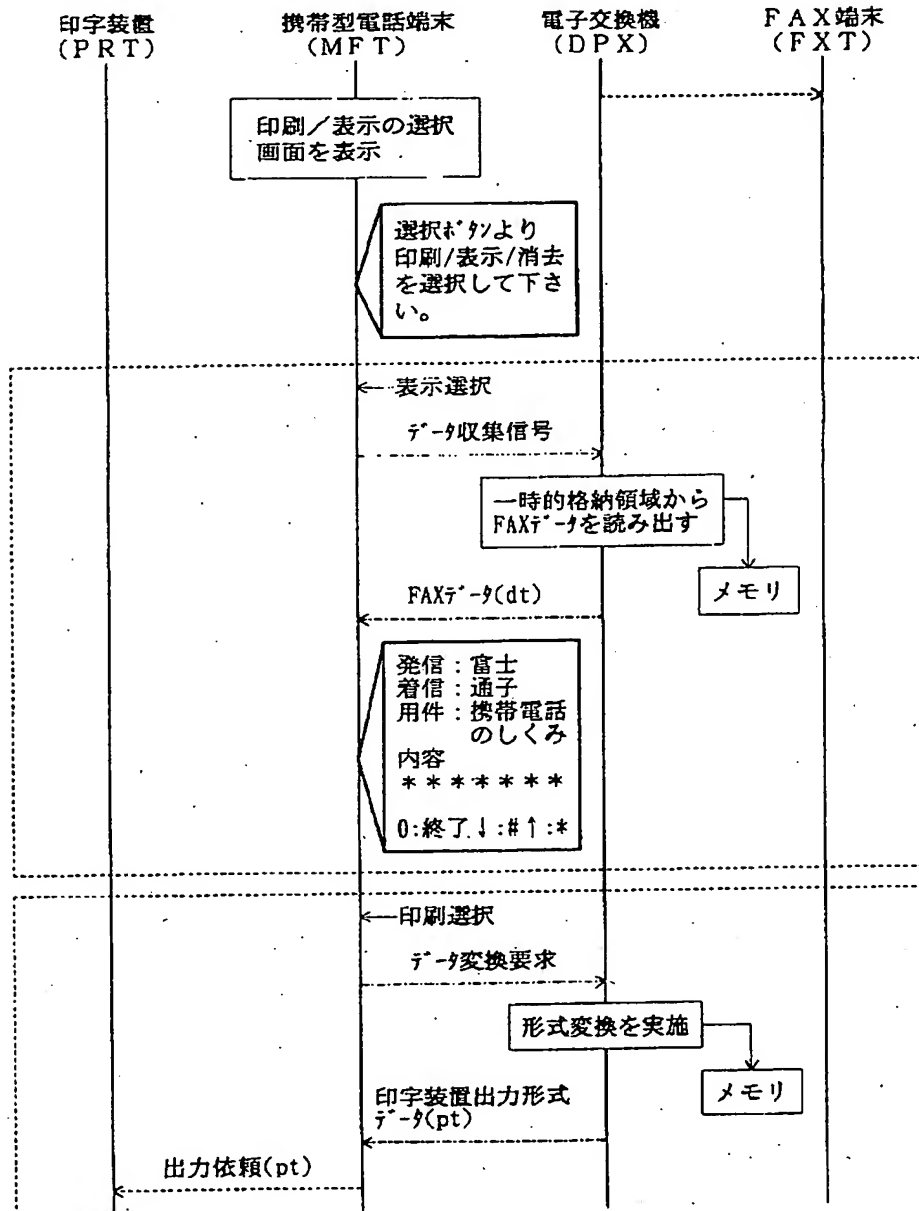 印字装置
(PRT)
携帯型電話端末
(MFT)
電子交換機
(DPX)
FAX端末
(FXT)
印刷／表示の選択
画面を表示
選択ﾎﾞﾀﾝより
印刷/表示/消去
を選択して下さ
い。
表示選択
ﾃﾞｰﾀ収集信号
一時的格納領域から
FAXﾃﾞｰﾀを読み出す
メモリ
FAXﾃﾞｰﾀ(dt)
発信：富士
着信：通子
用件：携帯電話
のしくみ
内容
＊＊＊＊＊＊＊
0:終了↓:#↑:*
印刷選択
ﾃﾞｰﾀ変換要求
形式変換を実施
メモリ
印字装置出力形式
ﾃﾞｰﾀ(pt)
出力依頼(pt)